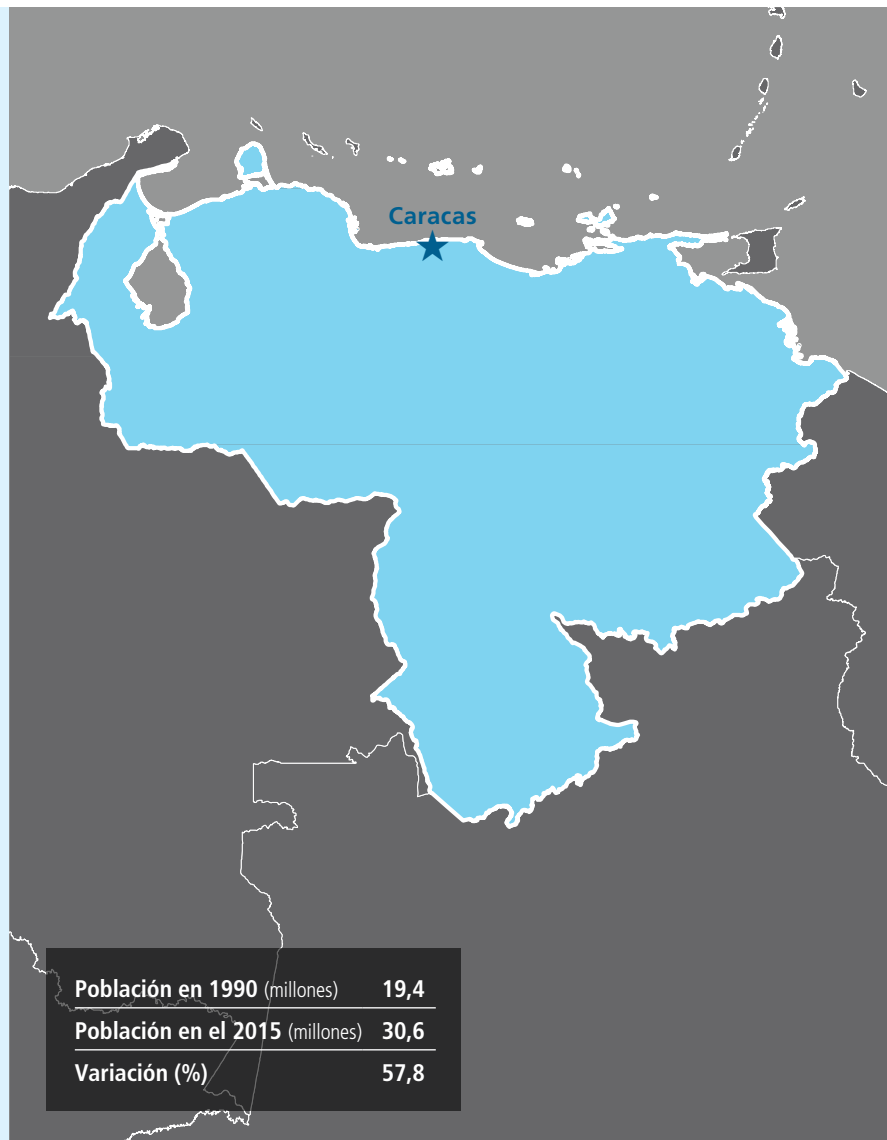 Caracas
Población en 1990 (millones) 19,4
Población en el 2015 (millones) 30,6
Variación (%) 57,8